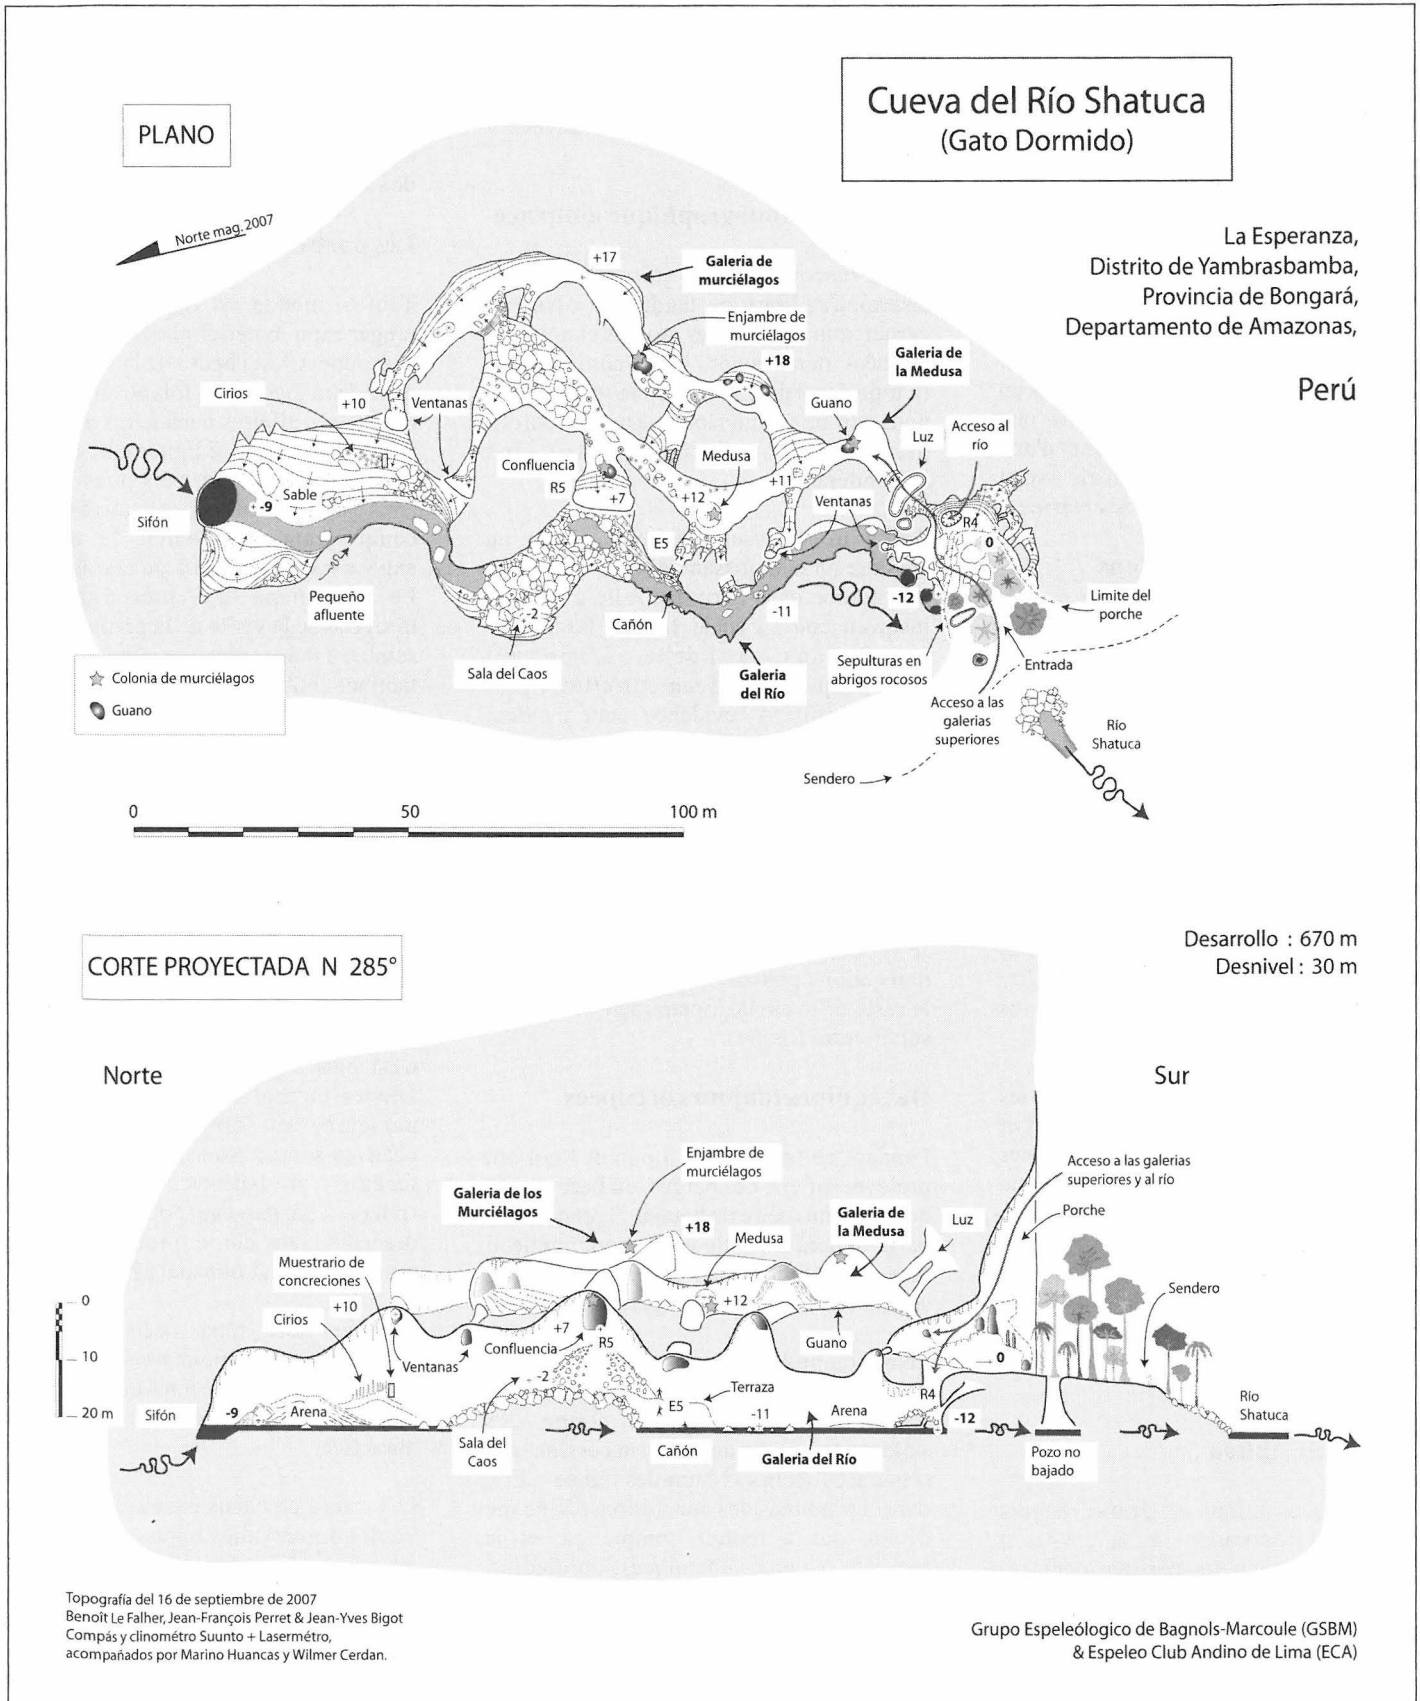 PLANO
Cueva del Río Shatuca
(Gato Dormido)
La Esperanza,
Distrito de Yambrasbamba,
Provincia de Bongará,
Departamento de Amazonas,
Perú
Norte mag. 2007
+17
Galeria de
murciélagos
Enjambre de
murciélagos
+18
Galeria de
la Medusa
Cirios
+10
Ventanas
Guano
Luz
Acceso al
río
Confluencia
R5
Medusa
+7
+12
+11
Ventanas
R4
0
Sifón
-9
Sable
E5
Pequeño
afluente
-2
Cañón
-11
-12
Limite del
porche
Sala del Caos
Galeria
del Río
Sepulturas en
abrigos rocosos
Entrada
Acceso a las
galerias
superiores
Río
Shatuca
Sendero
Colonia de murciélagos
Guano
0
50
100 m
CORTE PROYECTADA N 285°
Desarrollo : 670 m
Desnivel : 30 m
Norte
Sur
Enjambre de
murciélagos
Galeria de los
Murciélagos
+18
Medusa
Galeria de
la Medusa
Luz
Acceso a las galerias
superiores y al río
Porche
Muestrario de
concreciones
Cirios
+10
+12
Sendero
0
10
20 m
Ventanas
Confluencia
+7
R5
Guano
0
-2
Terraza
R4
Sifón
-9
Arena
E5
-11
Arena
-12
Río
Shatuca
Sala del
Caos
Cañón
Galeria del Río
Pozo no
bajado
Topografía del 16 de septiembre de 2007
Benoît Le Falher, Jean-François Perret & Jean-Yves Bigot
Compás y clinométro Suunto + Lasermétro,
acompañados por Marino Huancas y Wilmer Cerdan.
Grupo Espeleólogico de Bagnols-Marcoule (GSBM)
& Espeleo Club Andino de Lima (ECA)